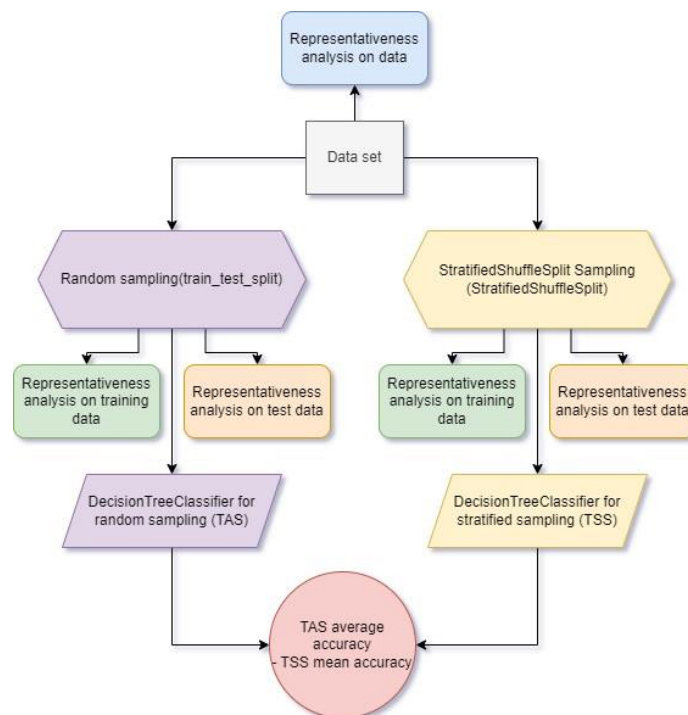 Representativeness
analysis on data
Data set
Random sampling(train_test_split)
StratifiedShuffleSplit Sampling
(StratifiedShuffleSplit)
Representativeness
analysis on training
data
Representativeness
analysis on test data
Representativeness
analysis on training
data
Representativeness
analysis on test data
DecisionTreeClassifier for
random sampling (TAS)
DecisionTreeClassifier for
stratified sampling (TSS)
TAS average
accuracy
- TSS mean accuracy